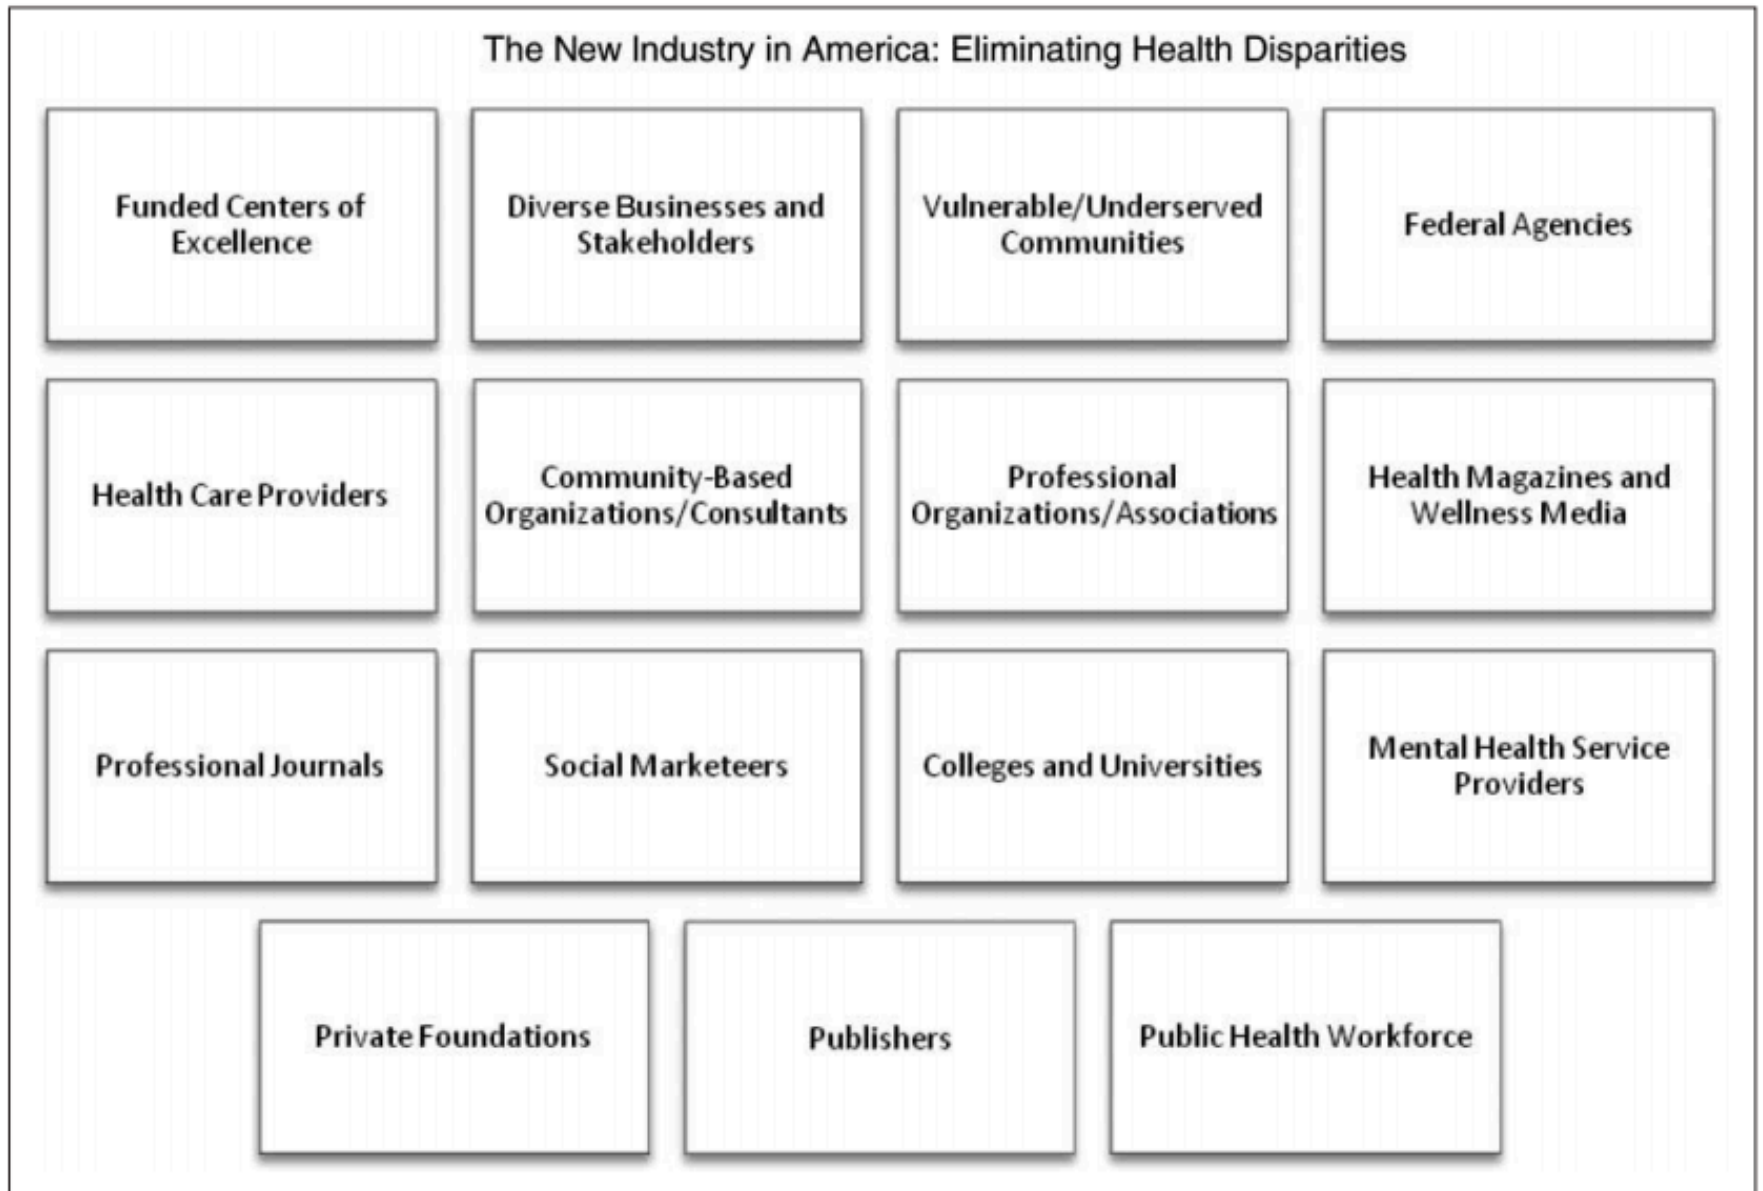 The New Industry in America: Eliminating Health Disparities
Funded Centers of
Excellence
Diverse Businesses and
Stakeholders
Vulnerable/Underserved
Communities
Federal Agencies
Health Care Providers
Community-Based
Organizations/Consultants
Professional
Organizations/Associations
Health Magazines and
Wellness Media
Professional Journals
Social Marketeers
Colleges and Universities
Mental Health Service
Providers
Private Foundations
Publishers
Public Health Workforce